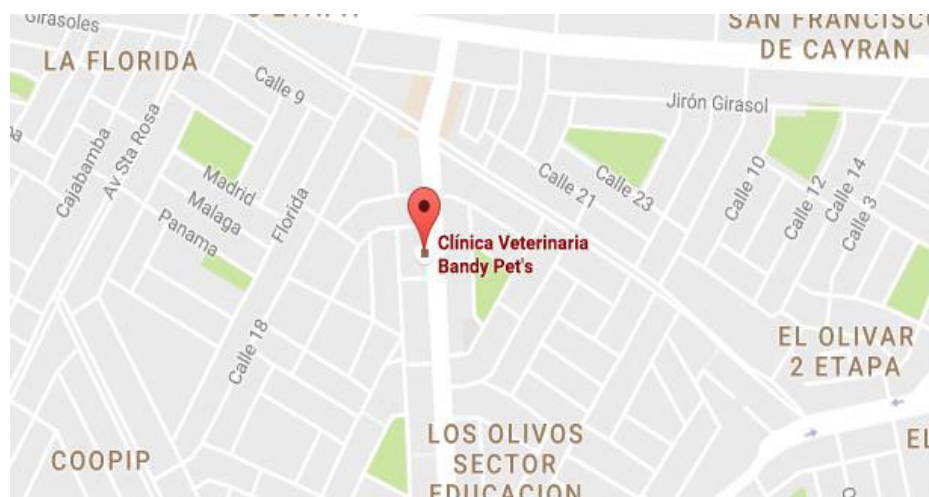 Girasoles
SAN FRANCISCO
DE CAYRAN
LA FLORIDA
Calle 9
Jirón Girasol
Cajabamba
Av Sta Rosa
Madrid
Malaga
Panama
Florida
Calle 21
Calle 23
Calle 10
Calle 12
Calle 14
Calle 3
Clínica Veterinaria
Bandy Pet's
Calle 18
EL OLIVAR
2 ETAPA
LOS OLIVOS
SECTOR
EDUCACION
COOPIP
EL